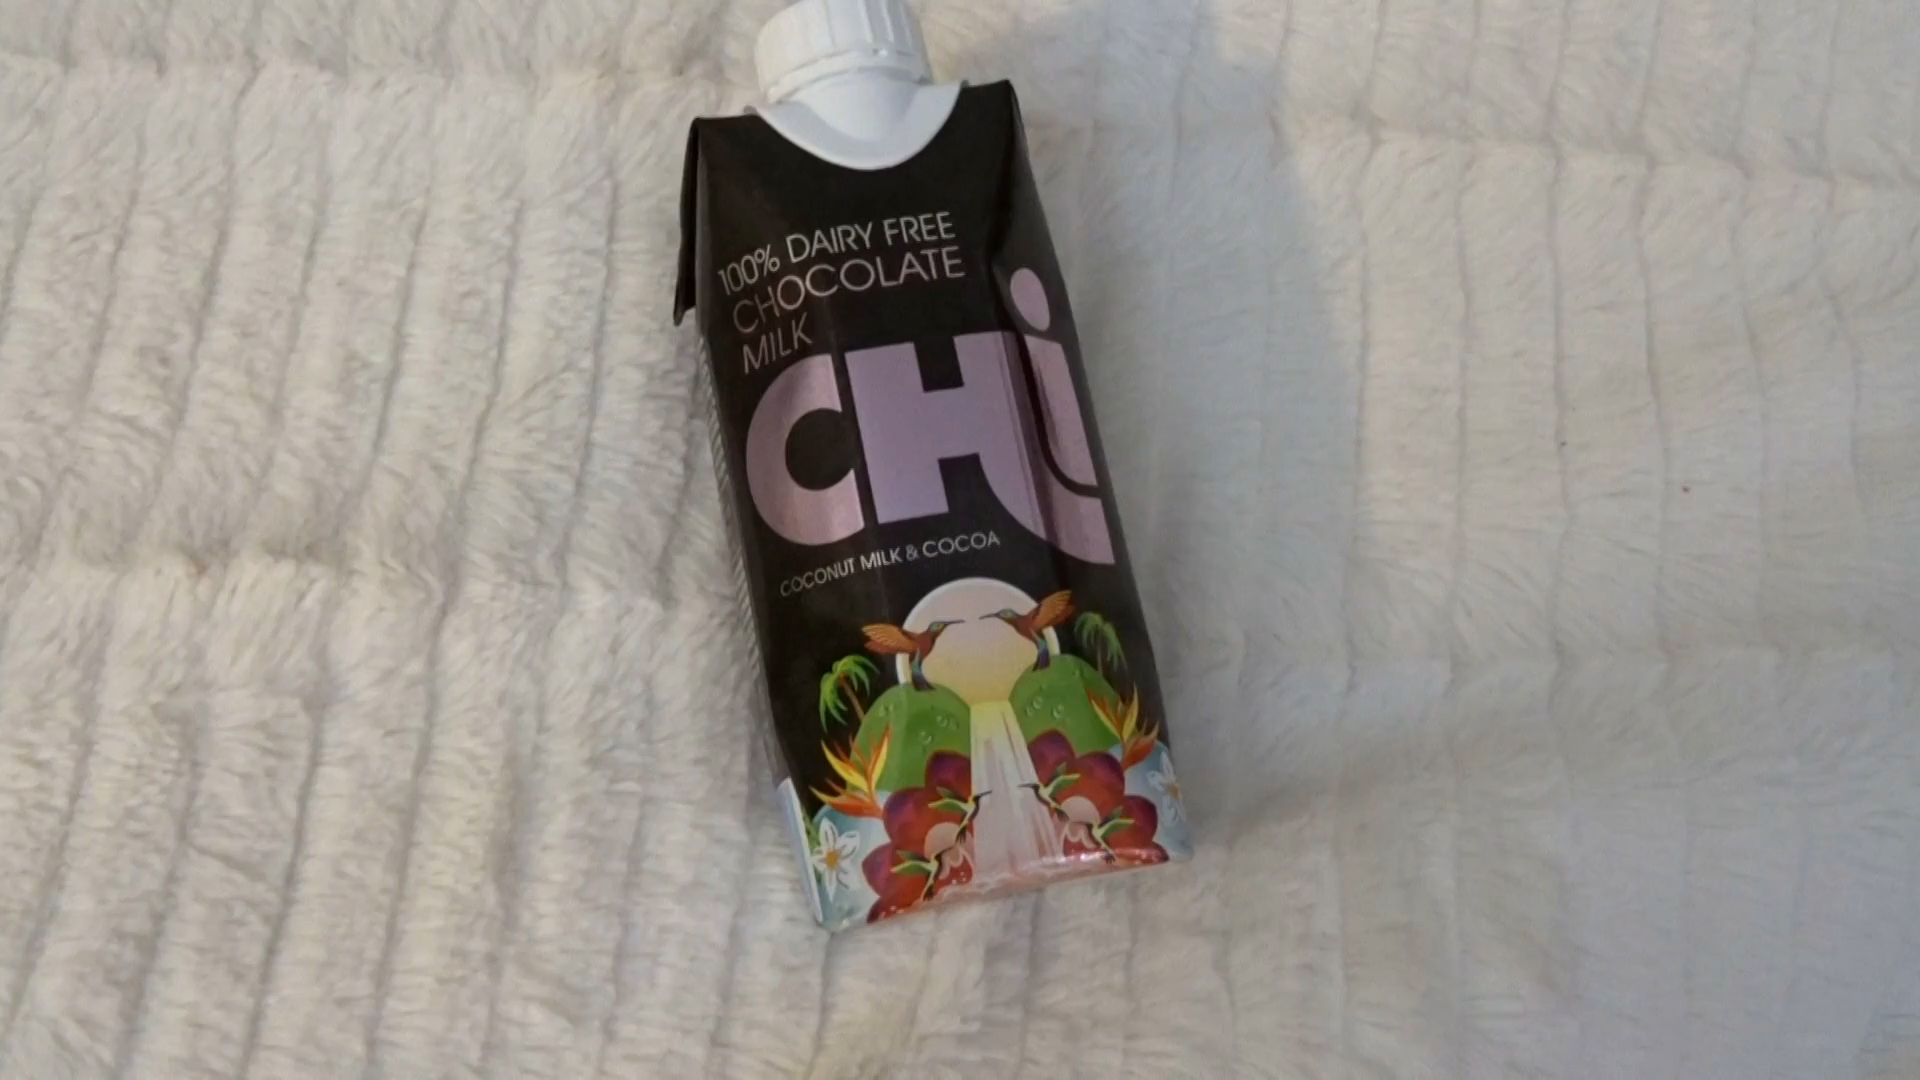 100% DAIRY FREE
CHOCOLATE
MILK
CHi
COCONUT MILK & COCOA